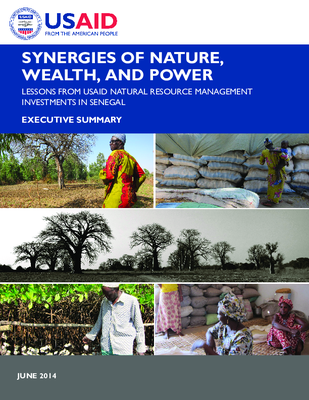 USAID
FROM THE AMERICAN PEOPLE
SYNERGIES OF NATURE,
WEALTH, AND POWER
LESSONS FROM USAID NATURAL RESOURCE MANAGEMENT
INVESTMENTS IN SENEGAL
EXECUTIVE SUMMARY
JUNE 2014